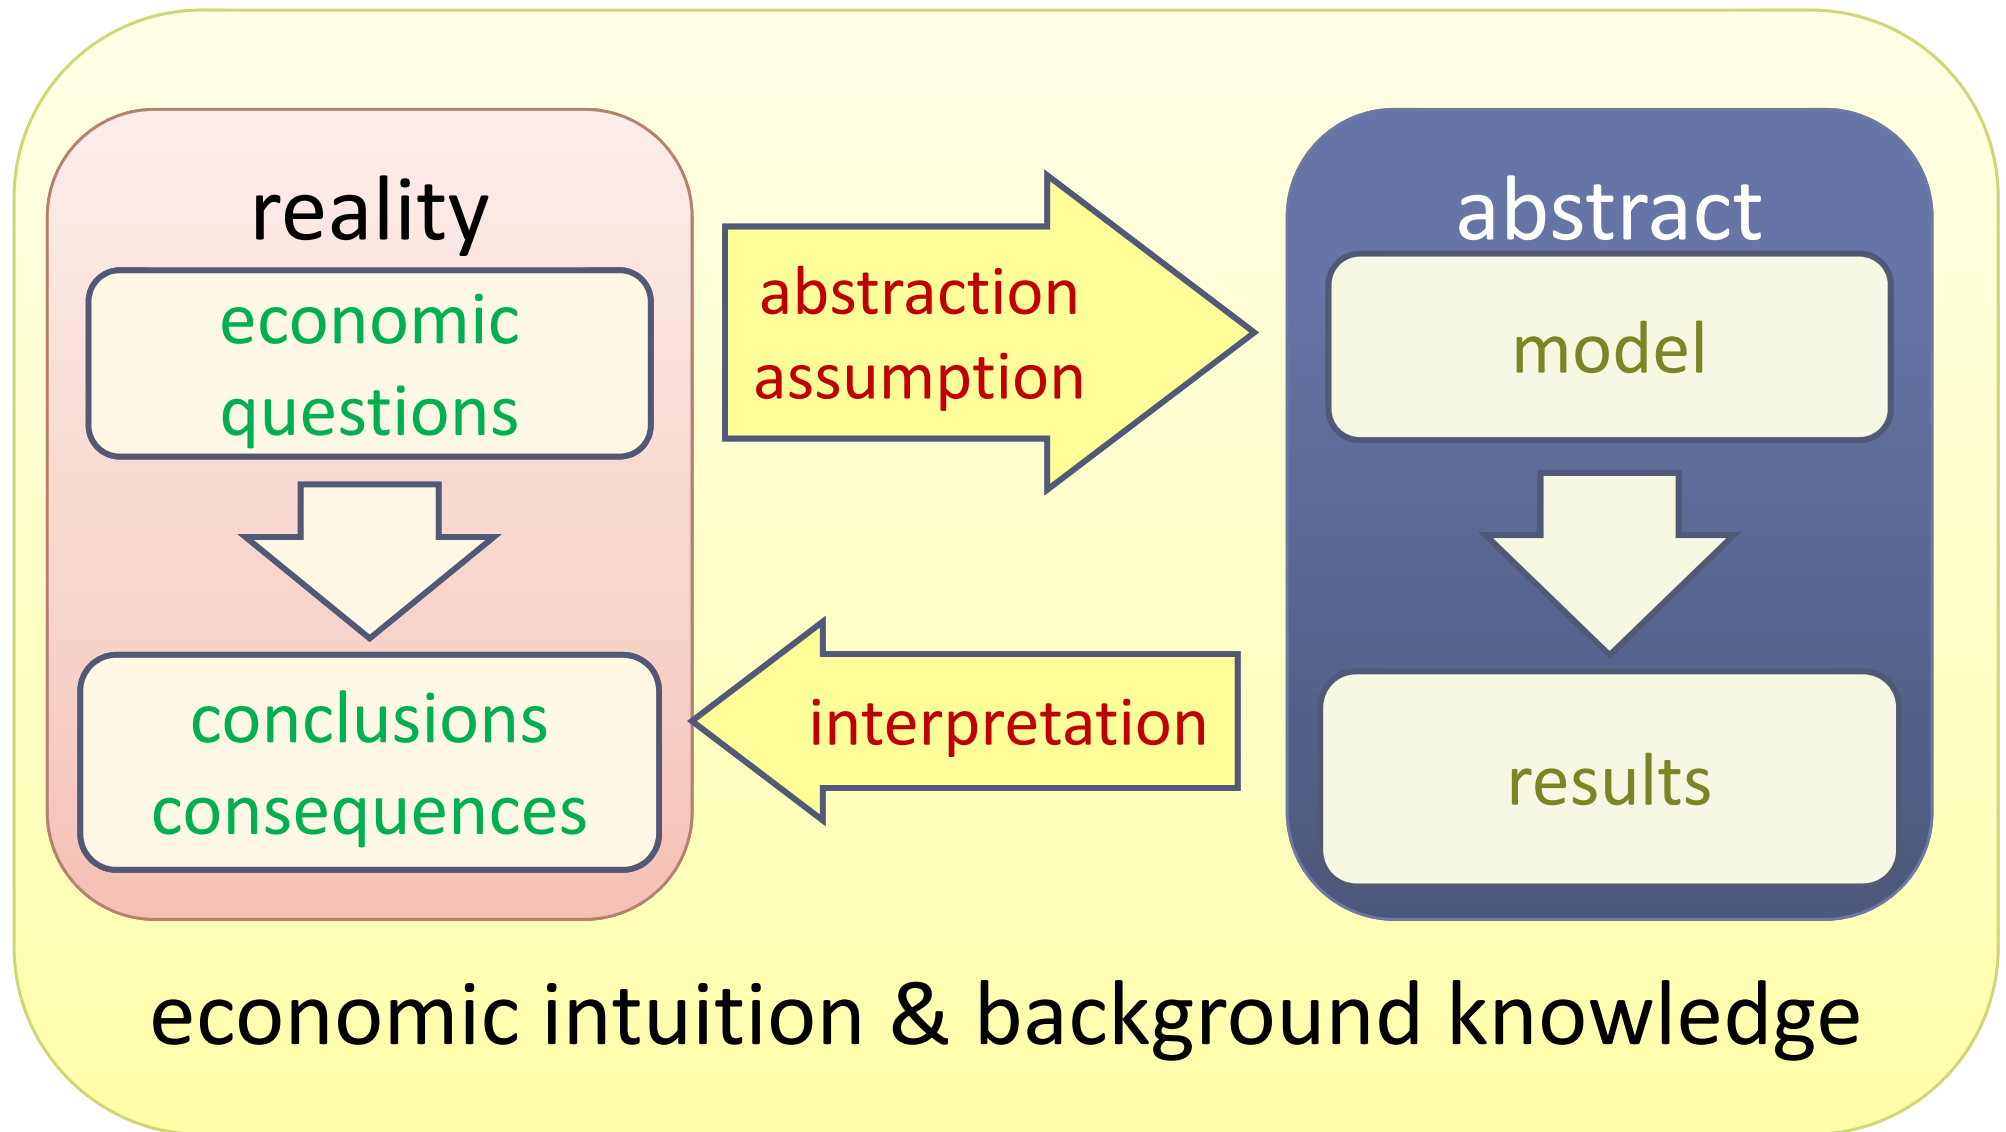 reality
economic
questions
conclusions
consequences
abstraction
assumption
interpretation
abstract
model
results
economic intuition & background knowledge